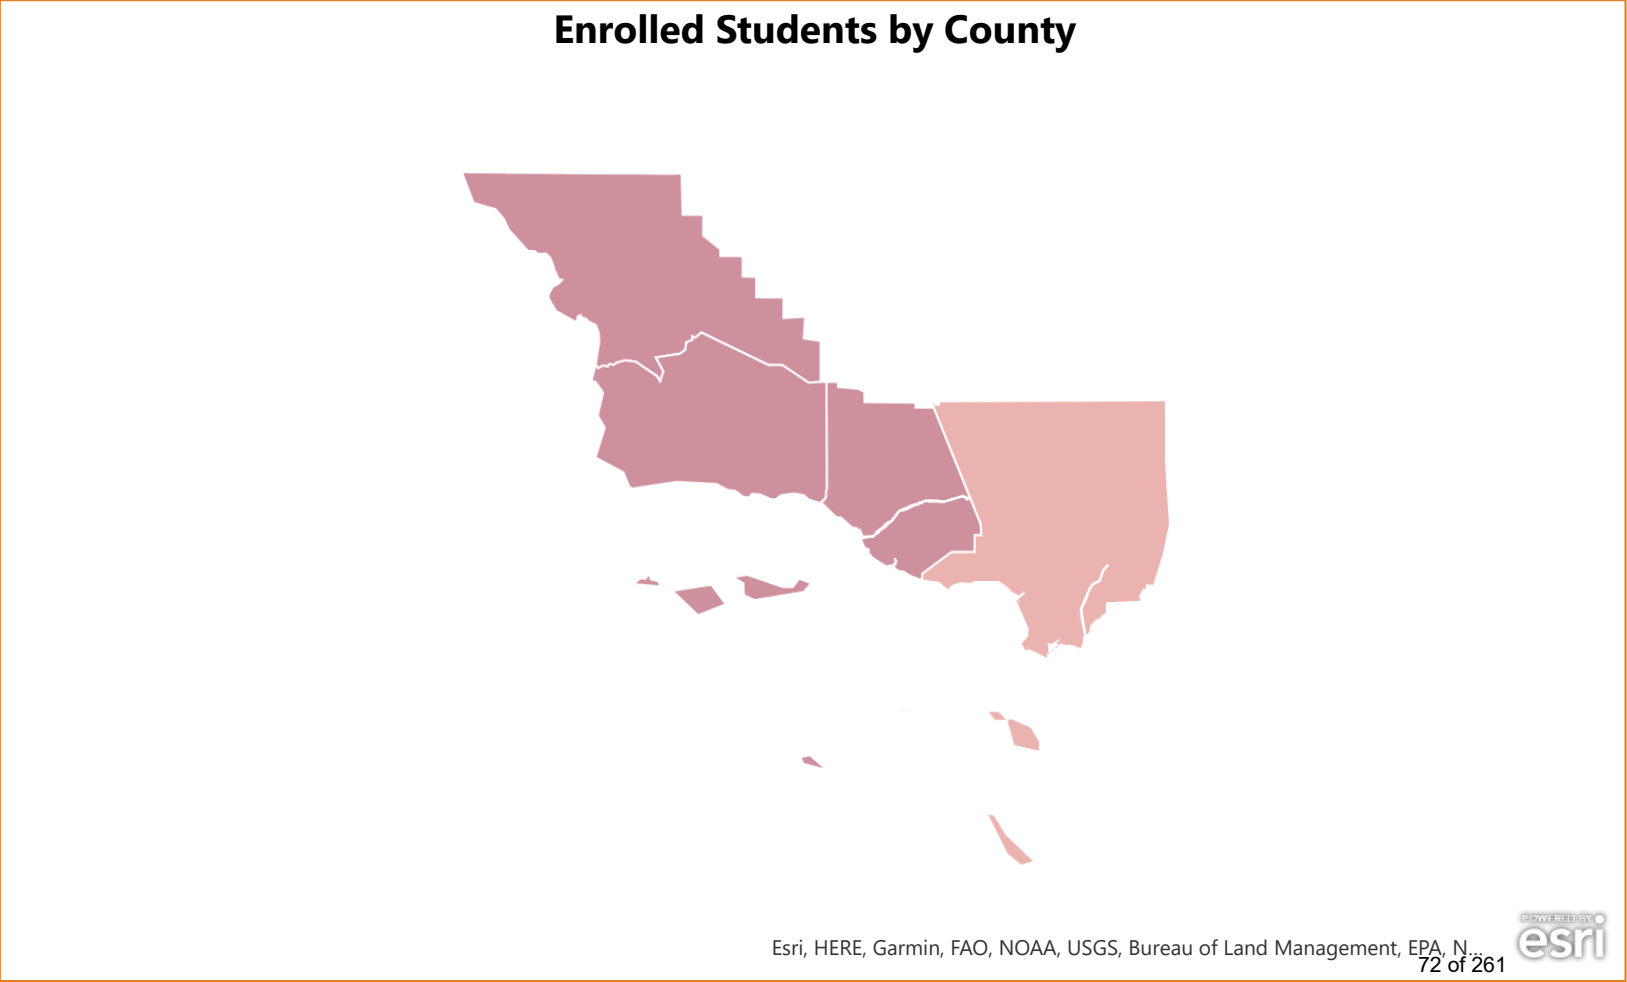 Enrolled Students by County
Esri, HERE, Garmin, FAO, NOAA, USGS, Bureau of Land Management, EPA, N...
72 of 261
POWERED BY
esri